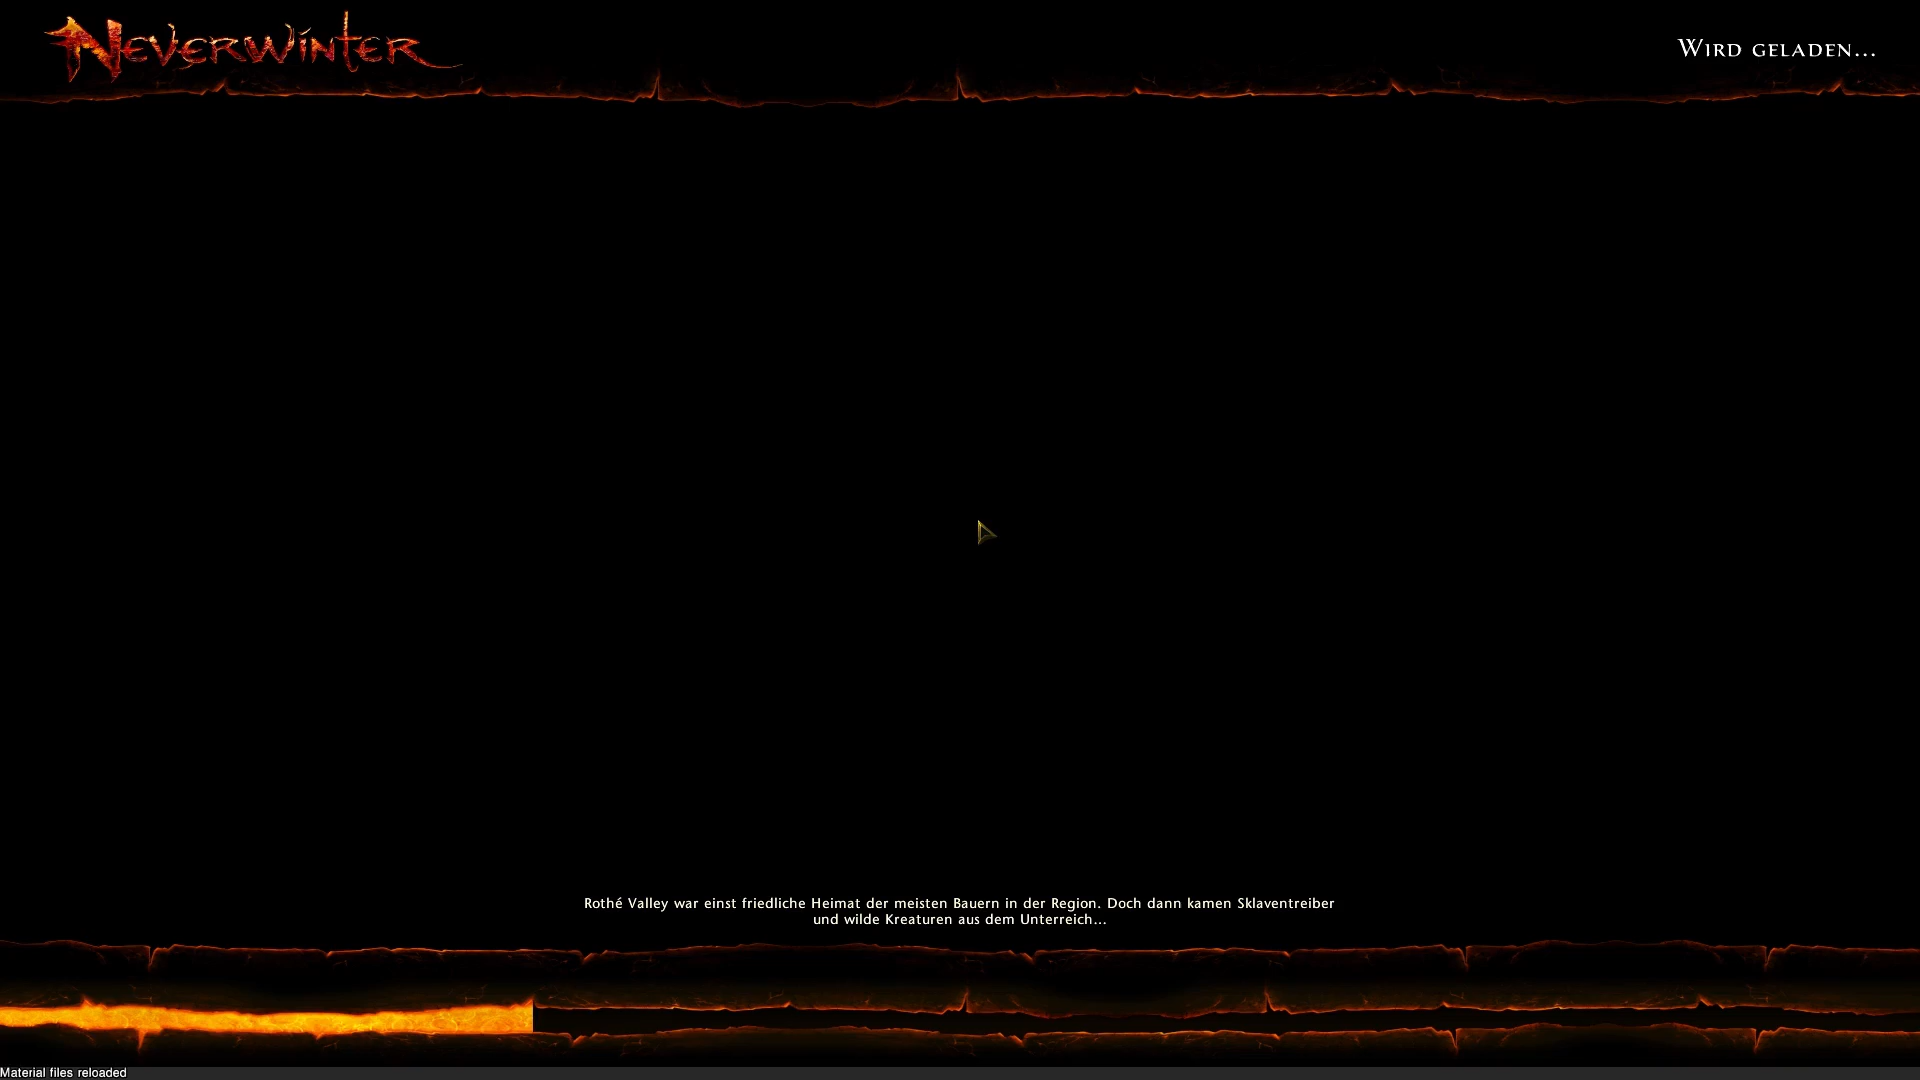 Neverwinter
Wird geladen...
Rothé Valley war einst friedliche Heimat der meisten Bauern in der Region. Doch dann kamen Sklaventreiber
und wilde Kreaturen aus dem Unterreich...
Material files reloaded